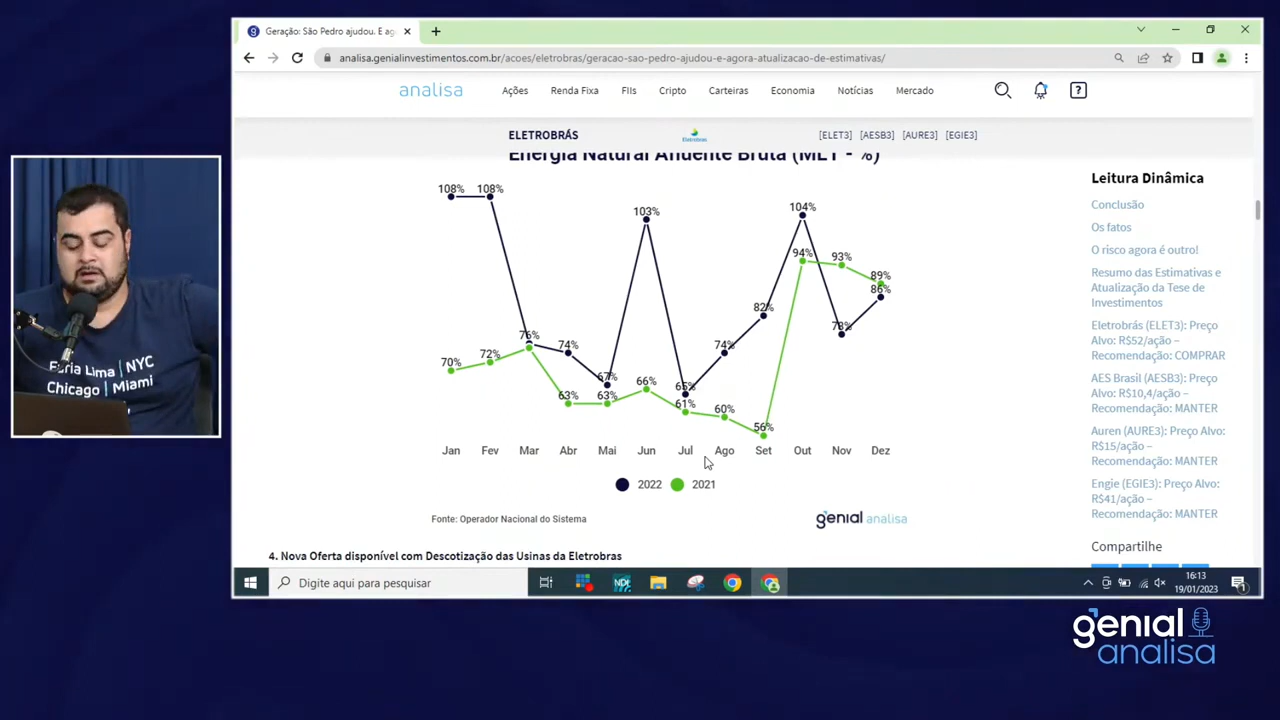 Geração: São Pedro ajudou. E ag
analisa.genialinvestimentos.com.br/acoes/eletrobras/geracao-sao-pedro-ajudou-e-agora-atualizacao-de-estimativas/
analisa
Ações
Renda Fixa
FIIs
Cripto
Carteiras
Economia
Notícias
Mercado
ELETROBRÁS
Eletrobras
[ELET3] [AESB3] [AURE3] [EGIE3]
Energia Natural Afluente Bruta (MLT - %)
108% 108%
103%
104%
94%
93%
89%
86%
82%
76%
74%
74%
73%
70%
72%
67%
66%
65%
63%
63%
61%
60%
56%
Jan Fev Mar Abr Mai Jun Jul Ago Set Out Nov Dez
2022 2021
Fonte: Operador Nacional do Sistema
genial analisa
4. Nova Oferta disponível com Descotização das Usinas da Eletrobras
Leitura Dinâmica
Conclusão
Os fatos
O risco agora é outro!
Resumo das Estimativas e
Atualização da Tese de
Investimentos
Eletrobrás (ELET3): Preço
Alvo: R$52/ação –
Recomendação: COMPRAR
AES Brasil (AESB3): Preço
Alvo: R$10,4/ação –
Recomendação: MANTER
Auren (AURE3): Preço Alvo:
R$15/ação –
Recomendação: MANTER
Engie (EGIE3): Preço Alvo:
R$41/ação –
Recomendação: MANTER
Compartilhe
Digite aqui para pesquisar
16:13
19/01/2023
Faria Lima | NYC
Chicago | Miami
genial
analisa